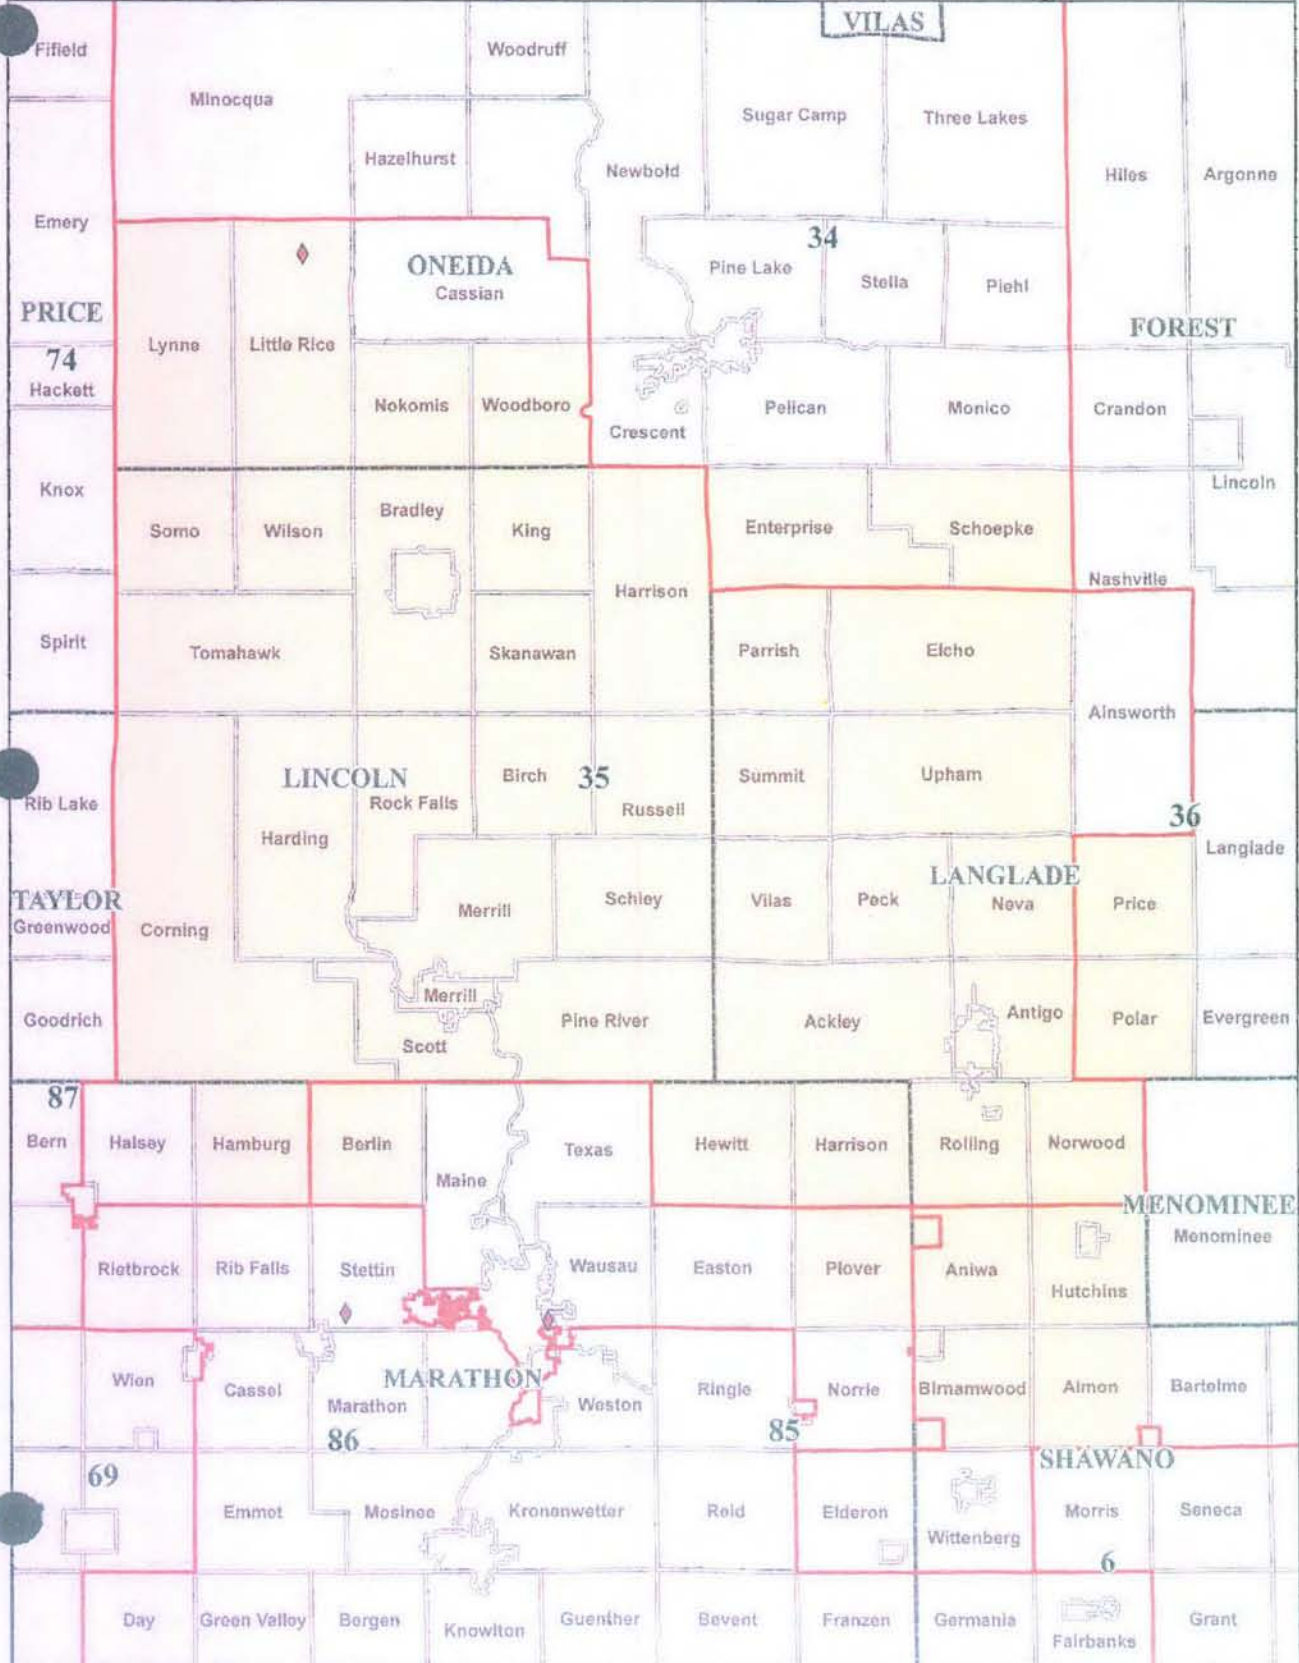 VILAS
Fifield
Woodruff
Minocqua
Sugar Camp
Three Lakes
Hazelhurst
Newbold
Hiles
Argonne
Emery
34
ONEIDA
Pine Lake
Cassian
Stella
Piehl
PRICE
FOREST
Lynne
Little Rice
74
Hackett
Nokomis
Woodboro
Pelican
Monico
Crandon
Crescent
Knox
Lincoln
Bradley
Somo
Wilson
King
Enterprise
Schoepke
Nashville
Harrison
Spirit
Tomahawk
Skanawan
Parrish
Elcho
Ainsworth
LINCOLN
Birch
35
Summit
Upham
Rib Lake
Rock Falls
Russell
36
Harding
Langlade
TAYLOR
LANGLADE
Greenwood
Corning
Merrill
Schley
Vilas
Peck
Neva
Price
Merrill
Goodrich
Pine River
Ackley
Antigo
Polar
Evergreen
Scott
87
Bern
Halsey
Hamburg
Berlin
Texas
Hewitt
Harrison
Rolling
Norwood
Maine
MENOMINEE
Menominee
Rietbrock
Rib Falls
Stettin
Wausau
Easton
Plover
Aniwa
Hutchins
Wien
Cassel
MARATHON
Marathon
Weston
Ringle
Norrie
Birnamwood
Almon
Bartelme
86
85
SHAWANO
69
Emmet
Mosinee
Kronenwetter
Reid
Elderon
Wittenberg
Morris
Seneca
6
Day
Green Valley
Bergen
Knowlton
Guenther
Bevent
Franzen
Germania
Fairbanks
Grant